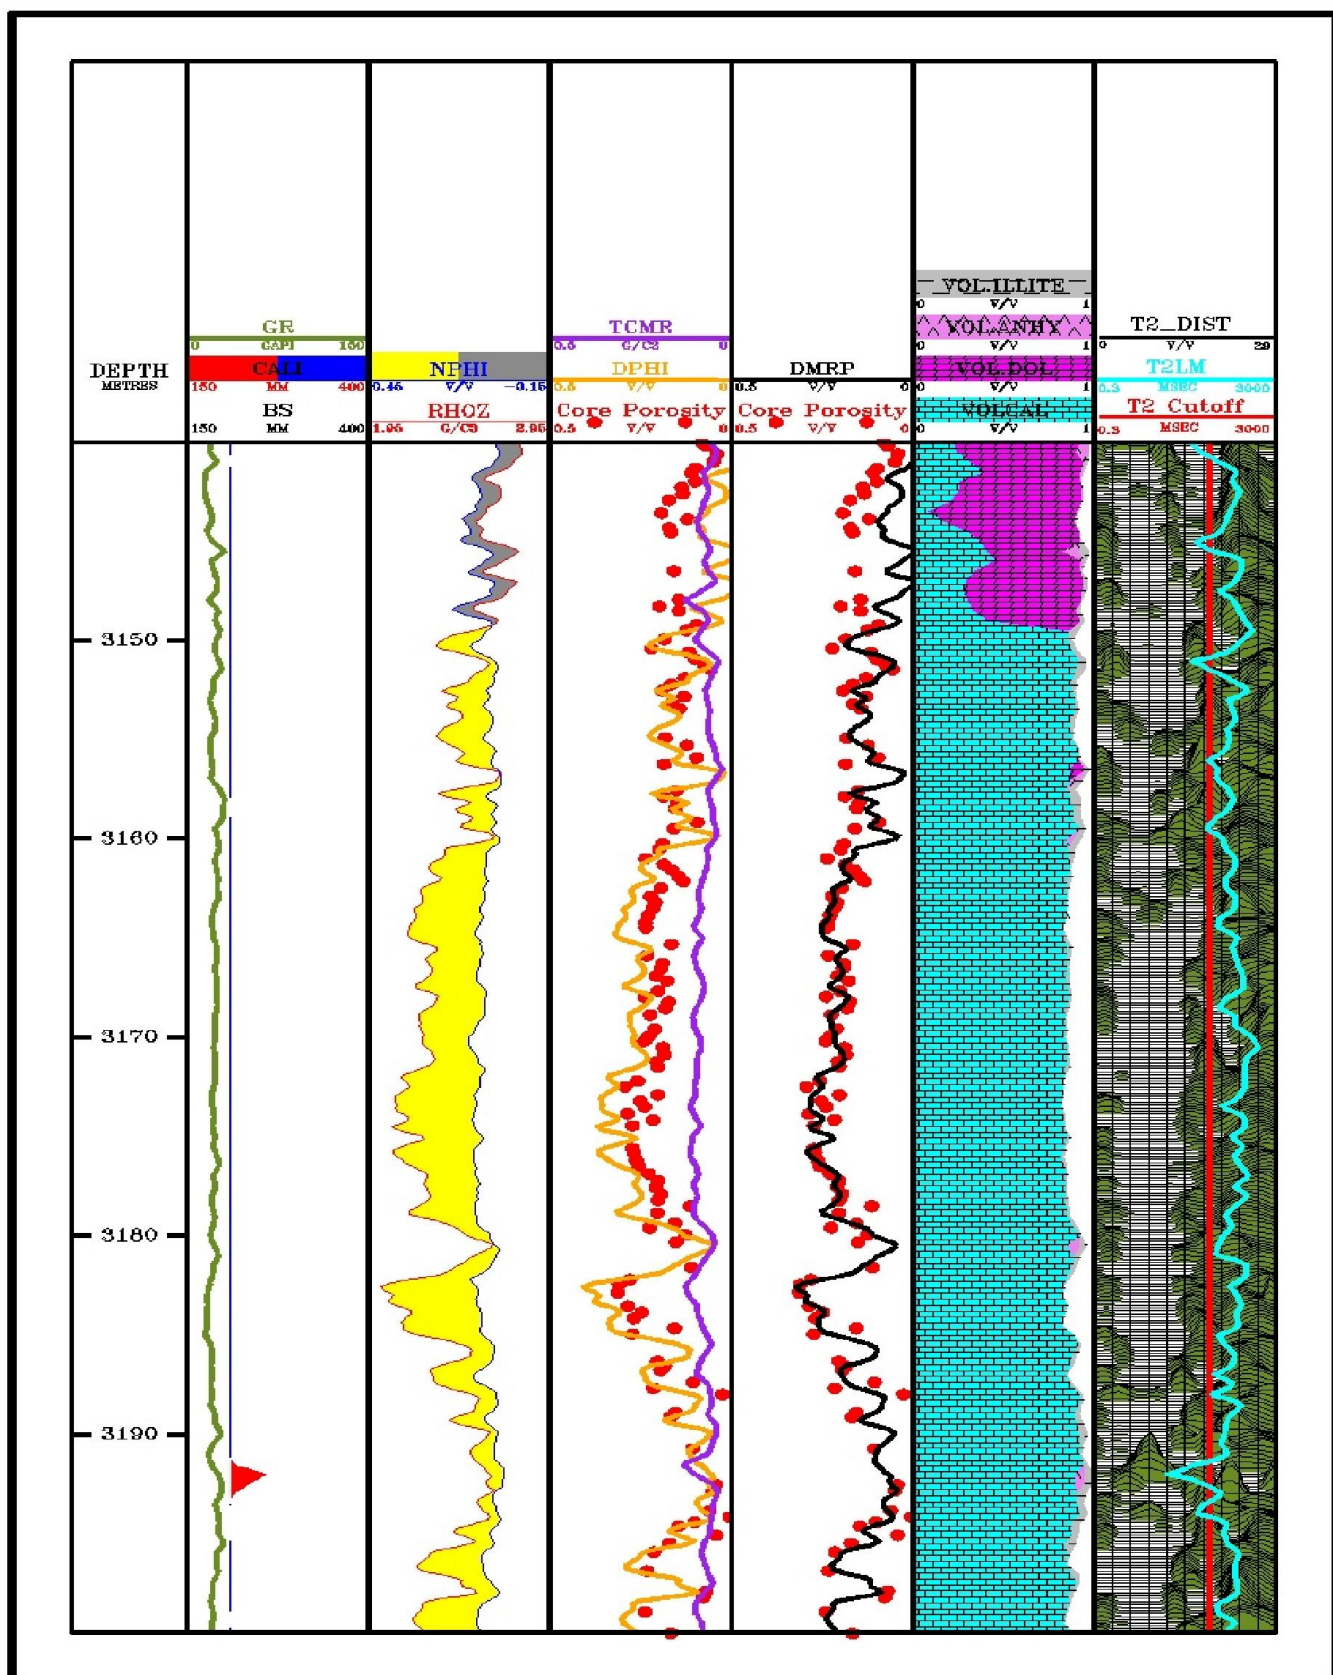 VOL.ILLITE
0 V/V 1
GR
0 GAPI 150
TCMR
0.5 G/C3 0
VOL.ANHY
0 V/V 1
T2_DIST
0 V/V 29
DEPTH
METRES
CALI
150 MM 400
NPHI
0.45 V/V -0.15
DPHI
0.5 V/V 0
DMRP
0.5 0
VOL.DOL
0 V/V 1
T2LM
0.3 MSEC 3000
BS
150 MM 400
RHOZ
1.95 G/C3 2.95
Core Porosity
0.5 V/V 0
Core Porosity
0.5 V/V 0
VOLCAL
0 V/V 1
T2 Cutoff
0.3 MSEC 3000
3150
3160
3170
3180
3190